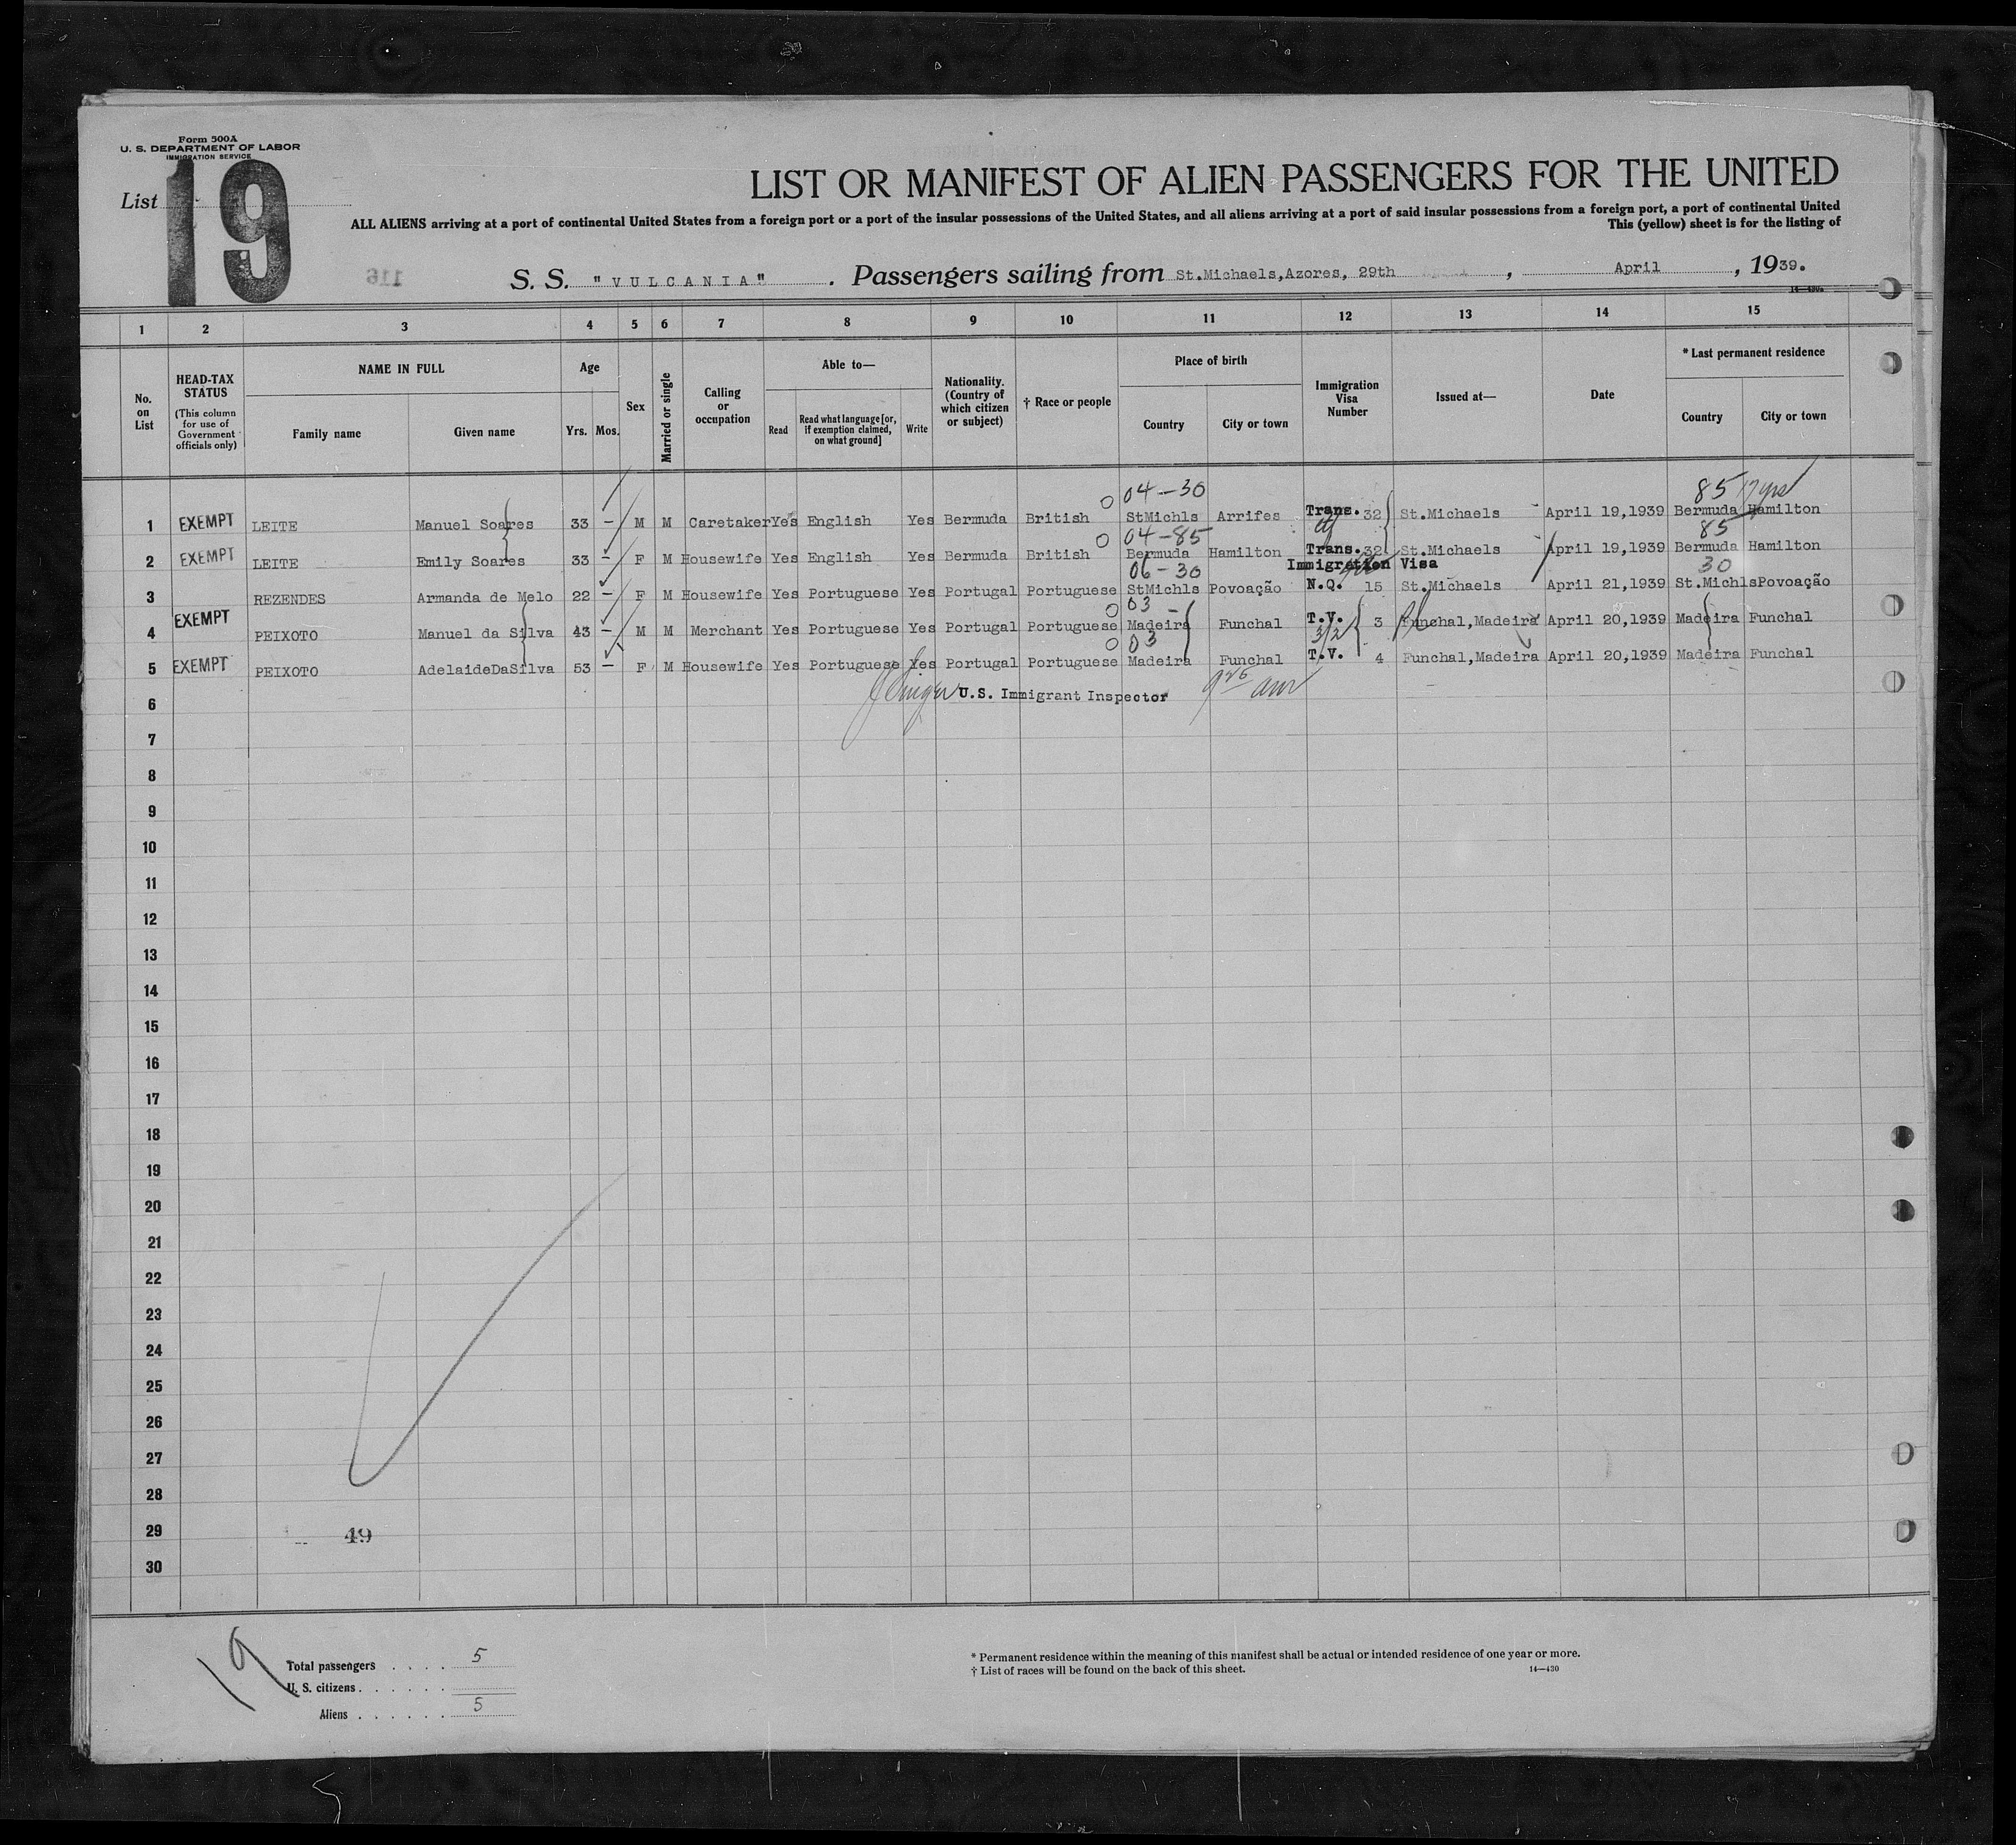 Form 500A
U. S. DEPARTMENT OF LABOR
IMMIGRATION SERVICE
List 19
LIST OR MANIFEST OF ALIEN PASSENGERS FOR THE UNITED
ALL ALIENS arriving at a port of continental United States from a foreign port or a port of the insular possessions of the United States, and all aliens arriving at a port of said insular possessions from a foreign port, a port of continental United
This (yellow) sheet is for the listing of
116
S. S. "VULCANIA". Passengers sailing from St.Michaels,Azores, 29th, April, 1939.
1 2 3 4 5 6 7 8 9 10 11 12 13 14 15
No. on List
HEAD-TAX STATUS (This column for use of Government officials only)
NAME IN FULL
Family name Given name
Age
Yrs. Mos.
Sex
Married or single
Calling or occupation
Able to—
Read Read what language [or, if exemption claimed, on what ground] Write
Nationality. (Country of which citizen or subject)
† Race or people
Place of birth
Country City or town
Immigration Visa Number
Issued at—
Date
* Last permanent residence
Country City or town
04-30 85 17 yrs
1 EXEMPT LEITE Manuel Soares 33 – M M Caretaker Yes English Yes Bermuda British StMichls Arrifes Trans. 32 St.Michaels April 19,1939 Bermuda Hamilton
04-85 85
2 EXEMPT LEITE Emily Soares 33 – F M Housewife Yes English Yes Bermuda British Bermuda Hamilton Trans. 32 St.Michaels April 19,1939 Bermuda Hamilton
06-30 Immigration Visa 30
3 REZENDES Armanda de Melo 22 – F M Housewife Yes Portuguese Yes Portugal Portuguese StMichls Povoação N.Q. 15 St.Michaels April 21,1939 St.Michls Povoação
03 –
4 EXEMPT PEIXOTO Manuel da Silva 43 – M M Merchant Yes Portuguese Yes Portugal Portuguese Madeira Funchal T.V. 3 Funchal,Madeira April 20,1939 Madeira Funchal
03 3/2
5 EXEMPT PEIXOTO AdelaideDaSilva 53 – F M Housewife Yes Portuguese Yes Portugal Portuguese Madeira Funchal T.V. 4 Funchal,Madeira April 20,1939 Madeira Funchal
6 U.S. Immigrant Inspector
7
8
9
10
11
12
13
14
15
16
17
18
19
20
21
22
23
24
25
26
27
28
29 49
30
19
Total passengers . . . . 5
U. S. citizens . . . . . .
Aliens . . . . . . 5
* Permanent residence within the meaning of this manifest shall be actual or intended residence of one year or more.
† List of races will be found on the back of this sheet. 14—430